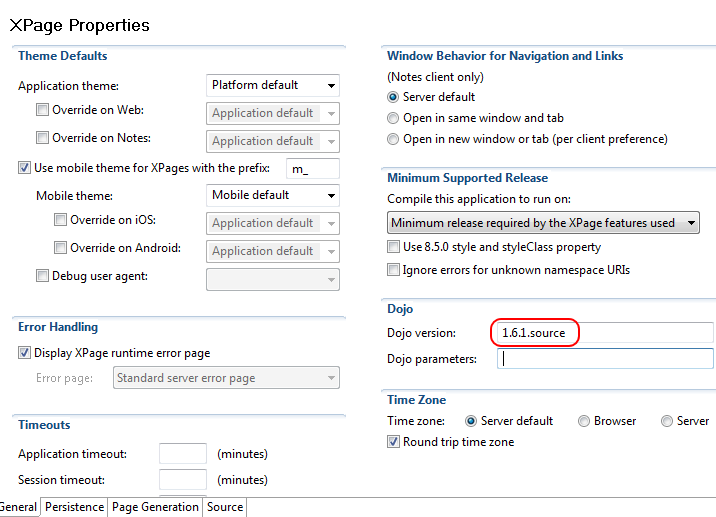 XPage Properties
Theme Defaults
Application theme: Platform default
Override on Web: Application default
Override on Notes: Application default
Use mobile theme for XPages with the prefix: m_
Mobile theme: Mobile default
Override on iOS: Application default
Override on Android: Application default
Debug user agent:
Error Handling
Display XPage runtime error page
Error page: Standard server error page
Timeouts
Application timeout: (minutes)
Session timeout: (minutes)
Window Behavior for Navigation and Links
(Notes client only)
Server default
Open in same window and tab
Open in new window or tab (per client preference)
Minimum Supported Release
Compile this application to run on:
Minimum release required by the XPage features used
Use 8.5.0 style and styleClass property
Ignore errors for unknown namespace URIs
Dojo
Dojo version: 1.6.1.source
Dojo parameters:
Time Zone
Time zone: Server default Browser Server
Round trip time zone
General Persistence Page Generation Source